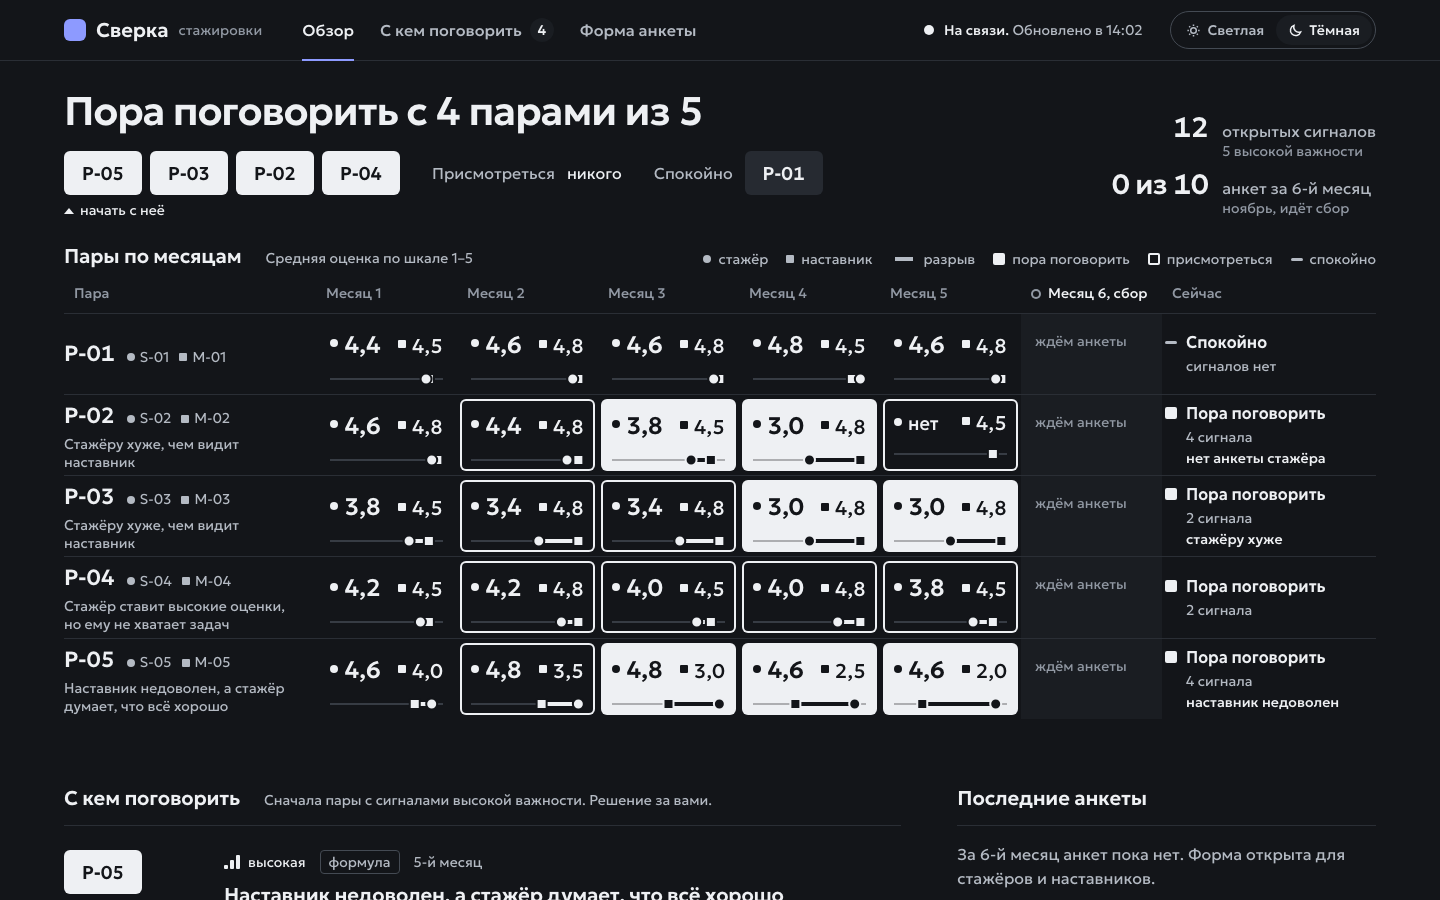 Сверка стажировки Обзор С кем поговорить 4 Форма анкеты На связи. Обновлено в 14:02 Светлая Тёмная
Пора поговорить с 4 парами из 5
P-05 P-03 P-02 P-04 Присмотреться никого Спокойно P-01
начать с неё
12 открытых сигналов
5 высокой важности
0 из 10 анкет за 6-й месяц
ноябрь, идёт сбор
Пары по месяцам Средняя оценка по шкале 1–5 стажёр наставник разрыв пора поговорить присмотреться спокойно
Пара Месяц 1 Месяц 2 Месяц 3 Месяц 4 Месяц 5 Месяц 6, сбор Сейчас
P-01 S-01 M-01 4,4 4,5 4,6 4,8 4,6 4,8 4,8 4,5 4,6 4,8 ждём анкеты Спокойно
сигналов нет
P-02 S-02 M-02 4,6 4,8 4,4 4,8 3,8 4,5 3,0 4,8 нет 4,5 ждём анкеты Пора поговорить
Стажёру хуже, чем видит
наставник
4 сигнала
нет анкеты стажёра
P-03 S-03 M-03 3,8 4,5 3,4 4,8 3,4 4,8 3,0 4,8 3,0 4,8 ждём анкеты Пора поговорить
Стажёру хуже, чем видит
наставник
2 сигнала
стажёру хуже
P-04 S-04 M-04 4,2 4,5 4,2 4,8 4,0 4,5 4,0 4,8 3,8 4,5 ждём анкеты Пора поговорить
Стажёр ставит высокие оценки,
но ему не хватает задач
2 сигнала
P-05 S-05 M-05 4,6 4,0 4,8 3,5 4,8 3,0 4,6 2,5 4,6 2,0 ждём анкеты Пора поговорить
Наставник недоволен, а стажёр
думает, что всё хорошо
4 сигнала
наставник недоволен
С кем поговорить Сначала пары с сигналами высокой важности. Решение за вами.
P-05 высокая формула 5-й месяц
Наставник недоволен, а стажёр думает, что всё хорошо
Последние анкеты
За 6-й месяц анкет пока нет. Форма открыта для
стажёров и наставников.